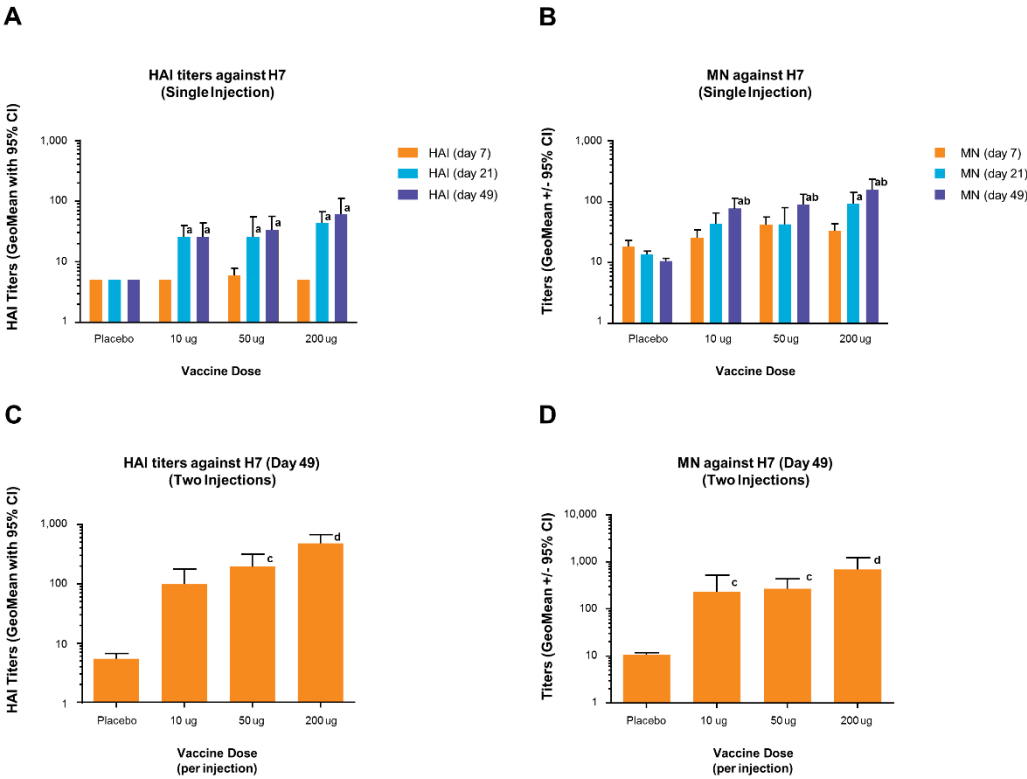 A
HAI titers against H7
(Single Injection)
HAI Titers (GeoMean with 95% CI)
1,000
100
10
1
a
a
a
a
a
a
Placebo
10 ug
50 ug
200 ug
Vaccine Dose
HAI (day 7)
HAI (day 21)
HAI (day 49)
B
MN against H7
(Single Injection)
Titers (GeoMean +/- 95% CI)
1,000
100
10
1
ab
ab
a
ab
Placebo
10 ug
50 ug
200 ug
Vaccine Dose
MN (day 7)
MN (day 21)
MN (day 49)
C
HAI titers against H7 (Day 49)
(Two Injections)
HAI Titers (GeoMean with 95% CI)
1,000
100
10
1
c
d
Placebo
10 ug
50 ug
200 ug
Vaccine Dose
(per injection)
D
MN against H7 (Day 49)
(Two Injections)
Titers (GeoMean +/- 95% CI)
10,000
1,000
100
10
1
c
c
d
Placebo
10 ug
50 ug
200 ug
Vaccine Dose
(per injection)